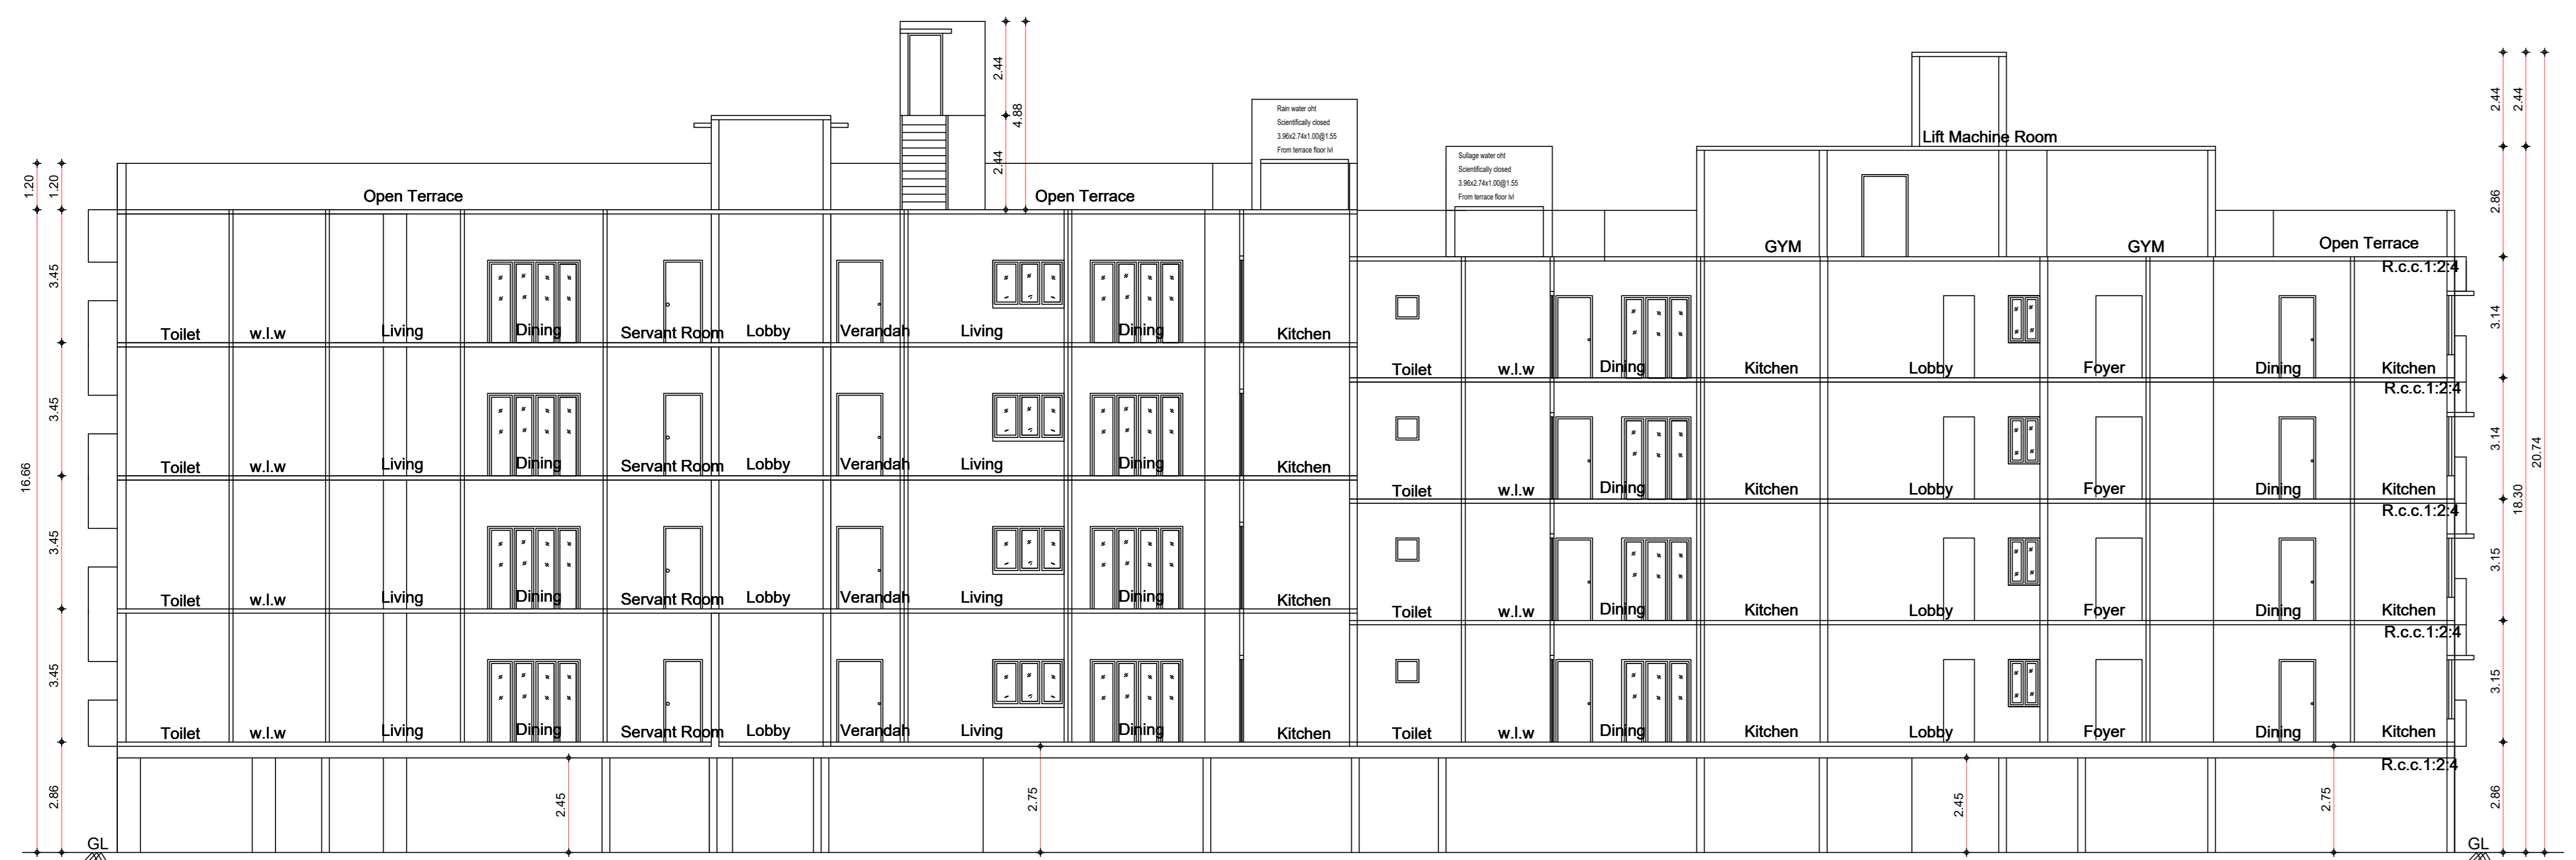 2.44
4.88
2.44
Rain water oht
Scientifically closed
3.96x2.74x1.00@1.55
From terrace floor lvl
Sullage water oht
Scientifically closed
3.96x2.74x1.00@1.55
From terrace floor lvl
Lift Machine Room
2.44
2.44
1.20
1.20
Open Terrace
Open Terrace
2.86
GYM
GYM
Open Terrace
R.c.c.1:2:4
3.45
3.14
Toilet
w.l.w
Living
Dining
Servant Room
Lobby
Verandah
Living
Dining
Kitchen
Toilet
w.l.w
Dining
Kitchen
Lobby
Foyer
Dining
Kitchen
R.c.c.1:2:4
3.45
3.14
20.74
16.66
Toilet
w.l.w
Living
Dining
Servant Room
Lobby
Verandah
Living
Dining
Kitchen
Toilet
w.l.w
Dining
Kitchen
Lobby
Foyer
Dining
Kitchen
18.30
R.c.c.1:2:4
3.45
3.15
Toilet
w.l.w
Living
Dining
Servant Room
Lobby
Verandah
Living
Dining
Kitchen
Toilet
w.l.w
Dining
Kitchen
Lobby
Foyer
Dining
Kitchen
R.c.c.1:2:4
3.45
3.15
Toilet
w.l.w
Living
Dining
Servant Room
Lobby
Verandah
Living
Dining
Kitchen
Toilet
w.l.w
Dining
Kitchen
Lobby
Foyer
Dining
Kitchen
R.c.c.1:2:4
2.86
2.45
2.75
2.45
2.75
2.86
GL
GL